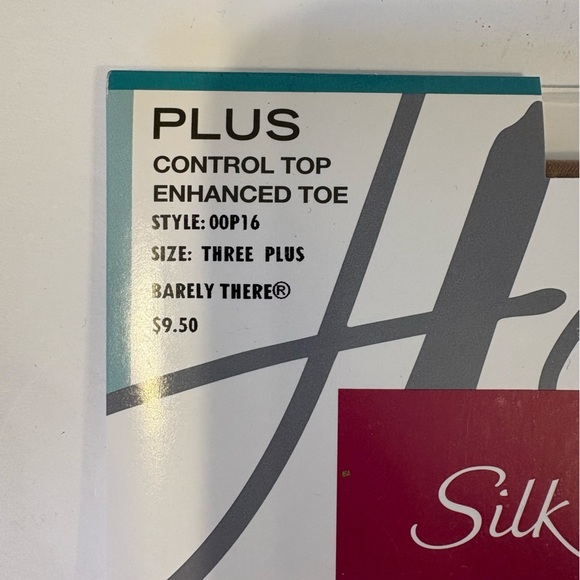 PLUS
CONTROL TOP
ENHANCED TOE
STYLE: 00P16
SIZE: THREE PLUS
BARELY THERE®
$9.50
Silk